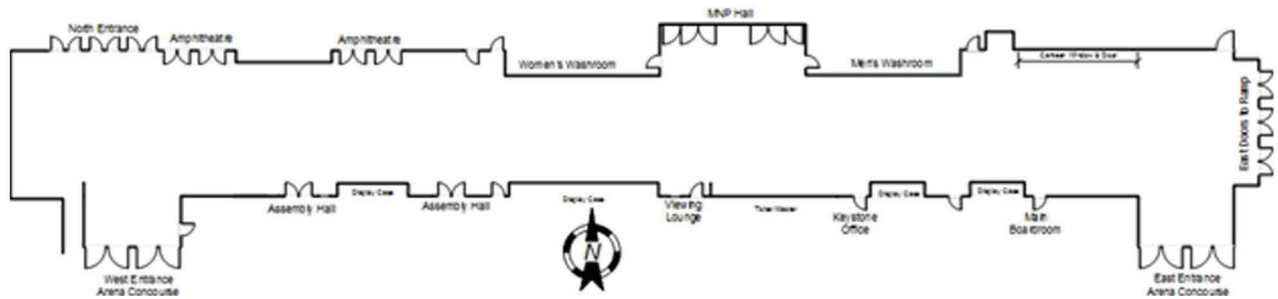 MNP Hall
North Entrance
Amphitheatre
Amphitheatre
Women's Washroom
Men's Washroom
East Doors to Ramp
Display Case
Display Case
Display Case
Display Case
Assembly Hall
Assembly Hall
Viewing
Lounge
Ticket Master
Keystone
Office
Main
Boardroom
N
West Entrance
Arena Concourse
East Entrance
Arena Concourse